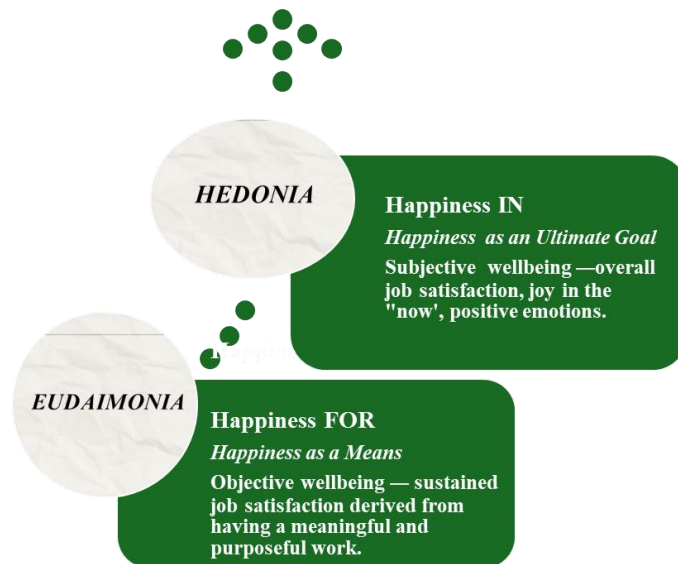 HEDONIA
Happiness IN
Happiness as an Ultimate Goal
Subjective wellbeing —overall
job satisfaction, joy in the
"now', positive emotions.
EUDAIMONIA
Happiness FOR
Happiness as a Means
Objective wellbeing — sustained
job satisfaction derived from
having a meaningful and
purposeful work.